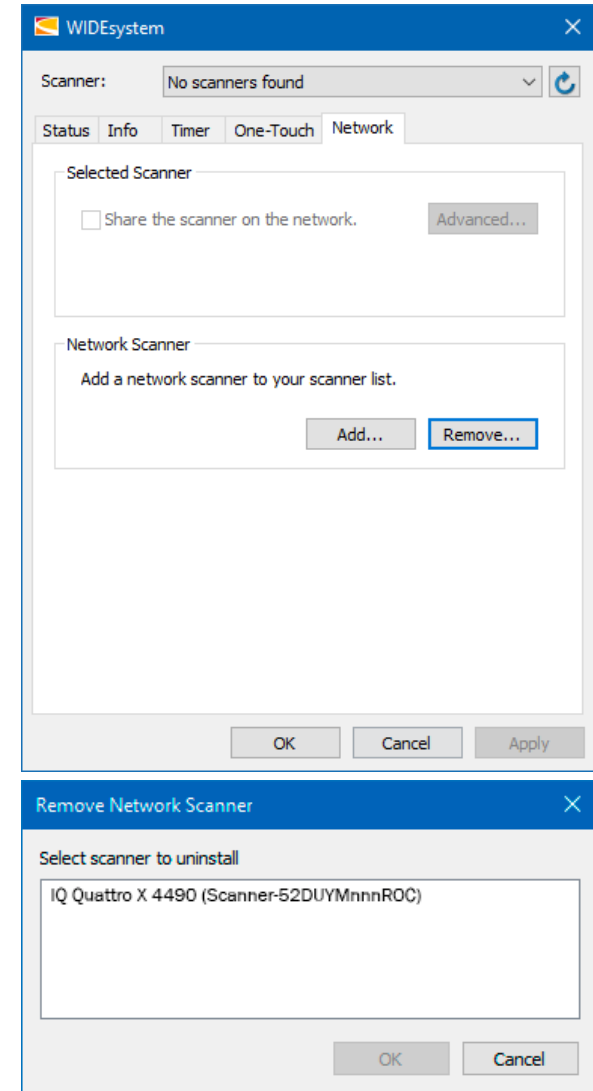 WIDEsystem
Scanner: No scanners found
Status Info Timer One-Touch Network
Selected Scanner
Share the scanner on the network. Advanced...
Network Scanner
Add a network scanner to your scanner list.
Add... Remove...
OK Cancel Apply
Remove Network Scanner
Select scanner to uninstall
IQ Quattro X 4490 (Scanner-52DUYMnnnROC)
OK Cancel